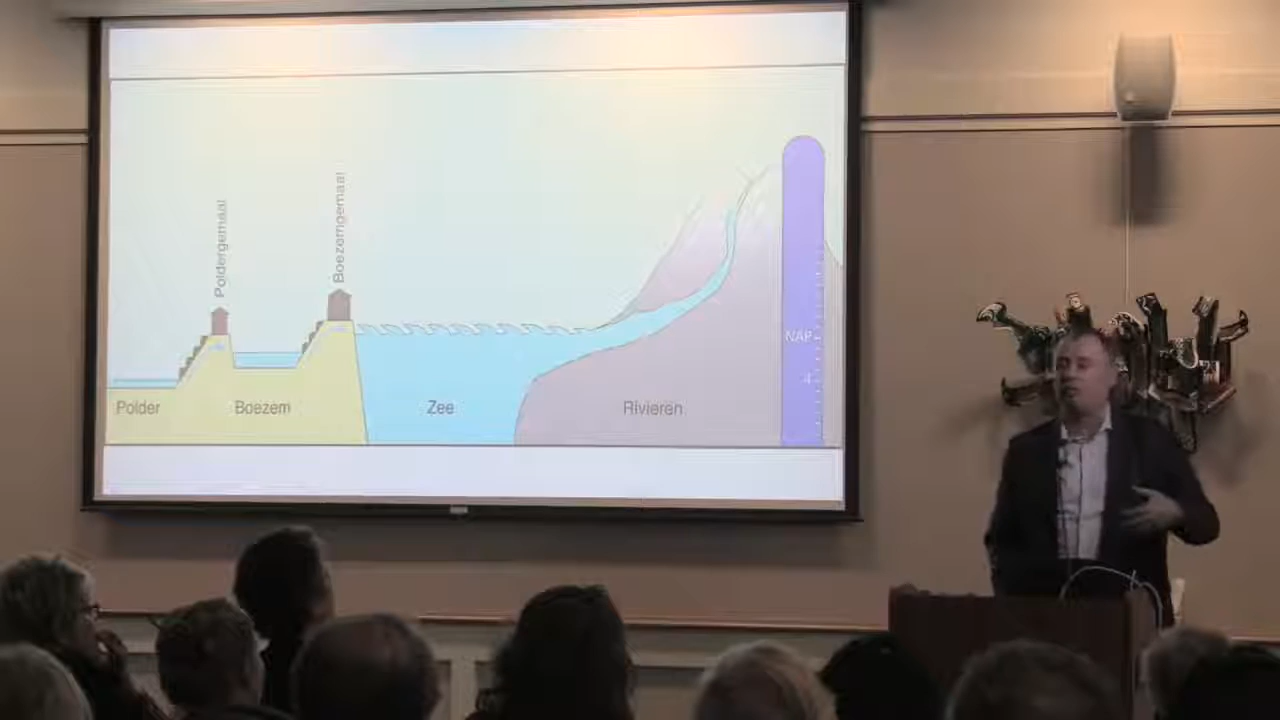 Poldergemaal
Boezemgemaal
NAP
Polder
Boezem
Zee
Rivieren